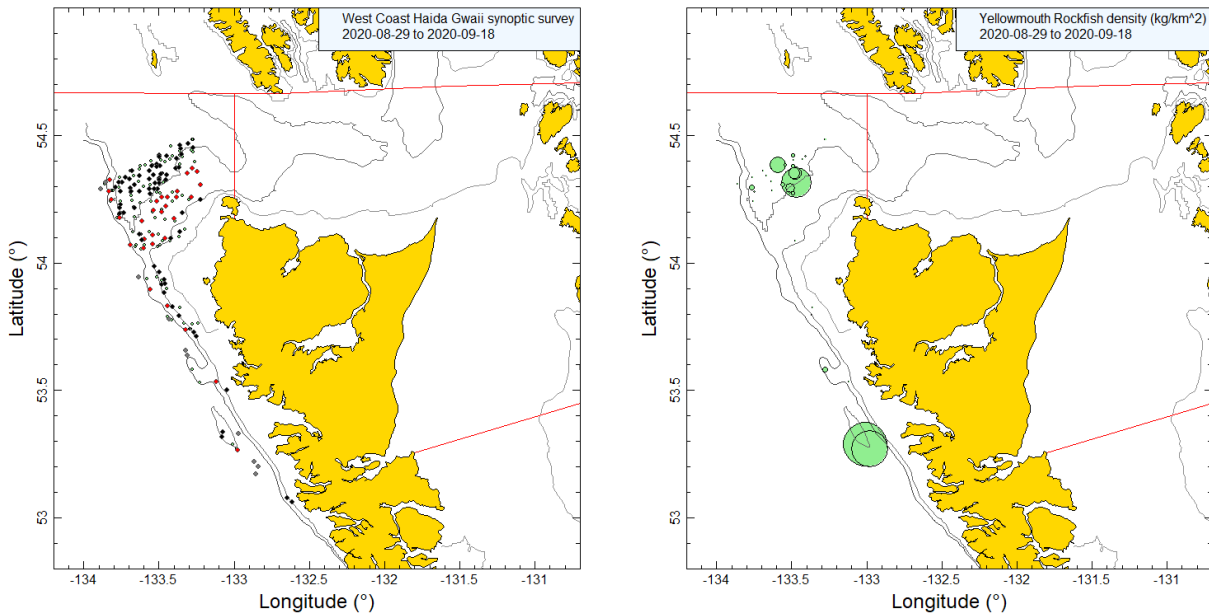 West Coast Haida Gwaii synoptic survey
2020-08-29 to 2020-09-18
54.5
54
53.5
53
Latitude (°)
-134
-133.5
-133
-132.5
-132
-131.5
-131
Longitude (°)
Yellowmouth Rockfish density (kg/km^2)
2020-08-29 to 2020-09-18
54.5
54
53.5
53
Latitude (°)
-134
-133.5
-133
-132.5
-132
-131.5
-131
Longitude (°)